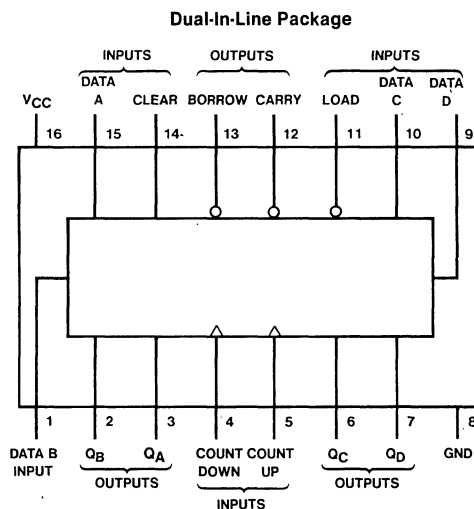 Dual-In-Line Package
INPUTS OUTPUTS INPUTS
DATA DATA DATA
VCC A CLEAR BORROW CARRY LOAD C D
16 15 14 13 12 11 10 9
1 2 3 4 5 6 7 8
DATA B QB QA COUNT COUNT QC QD GND
INPUT DOWN UP
OUTPUTS OUTPUTS
INPUTS